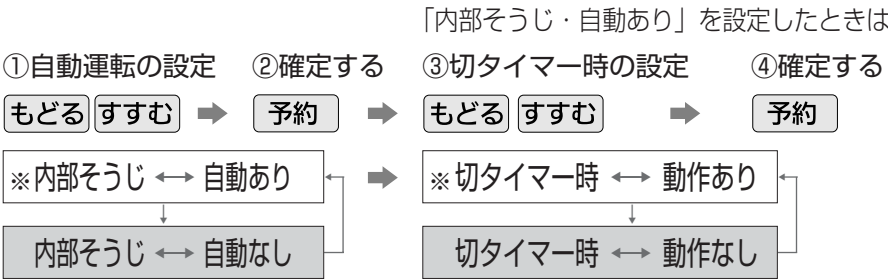 「内部そうじ・自動あり」を設定したときは
①自動運転の設定 ②確定する ③切タイマー時の設定 ④確定する
もどる すすむ ➡ 予約 ➡ もどる すすむ ➡ 予約
※内部そうじ ←→ 自動あり ➡ ※切タイマー時 ←→ 動作あり
内部そうじ ←→ 自動なし 切タイマー時 ←→ 動作なし